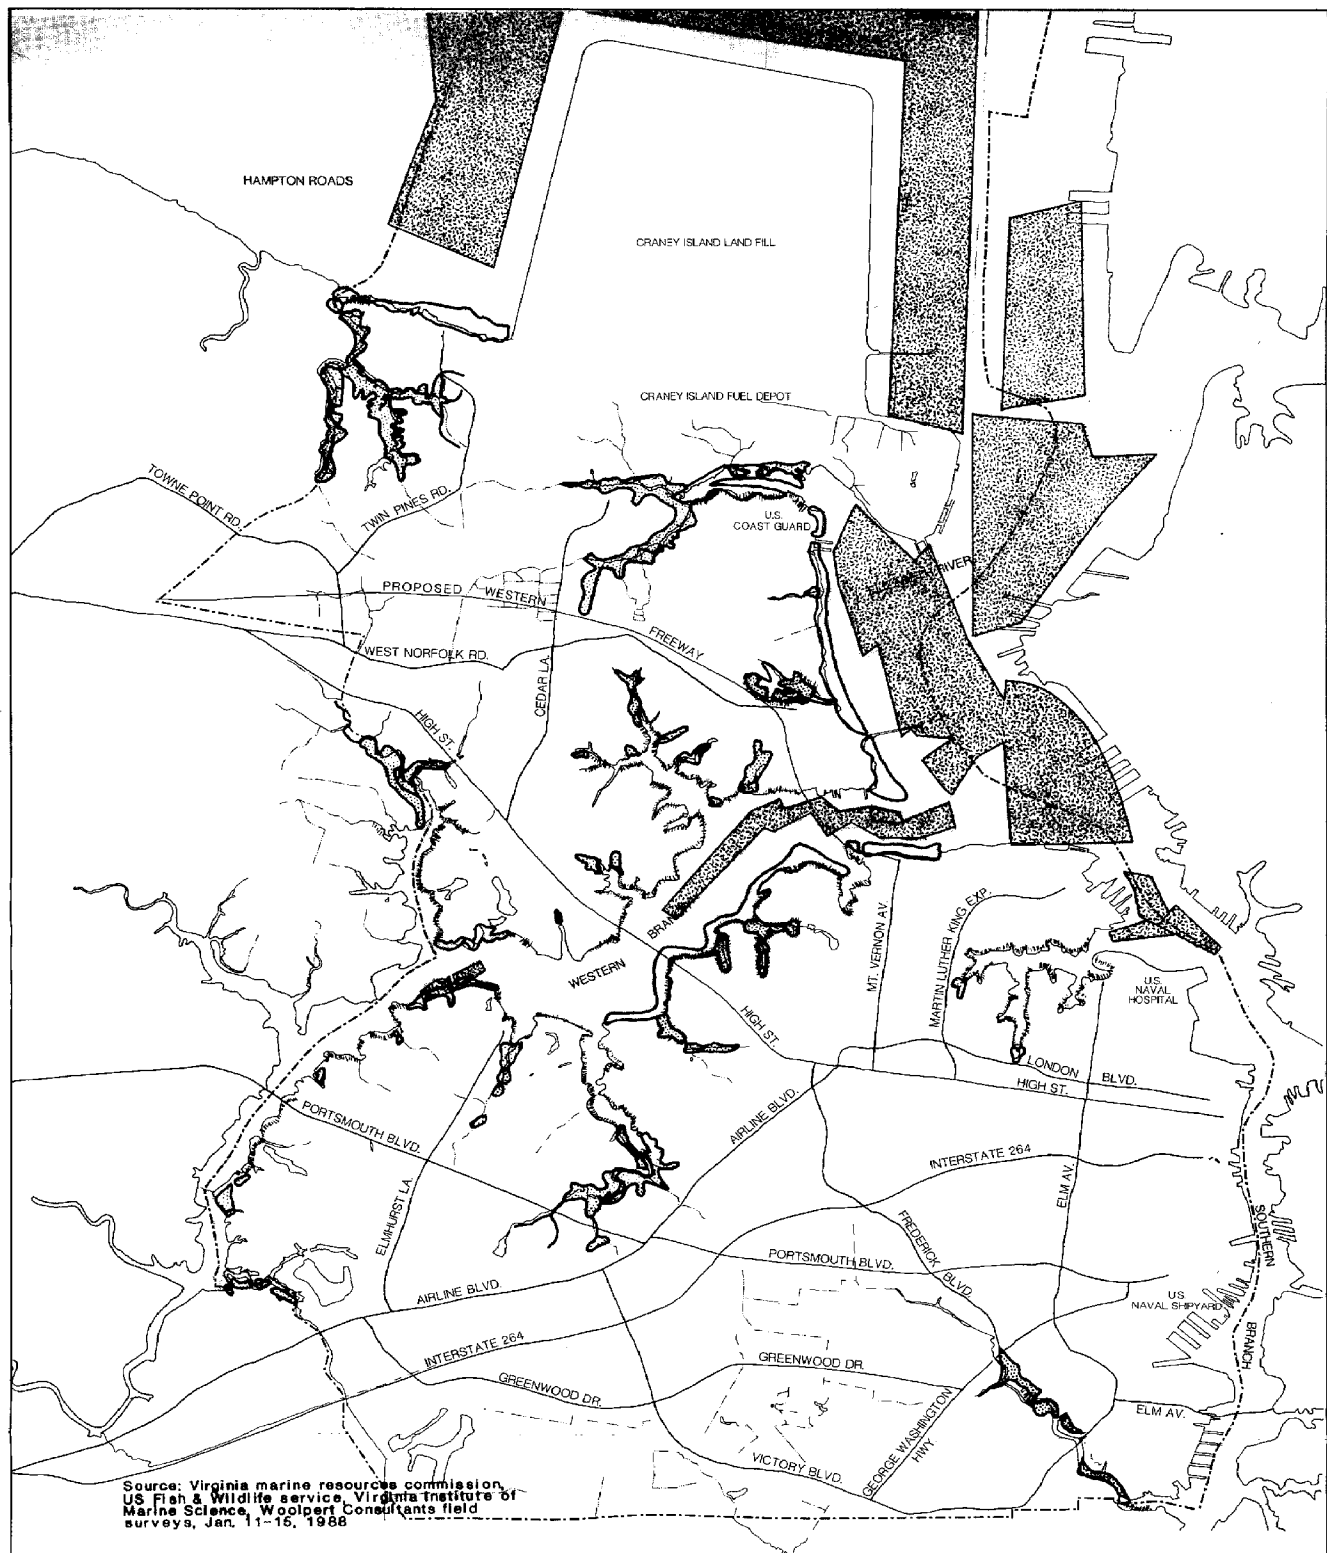 HAMPTON ROADS
CRANEY ISLAND LAND FILL
CRANEY ISLAND FUEL DEPOT
TOWNE POINT RD.
TWIN PINES RD.
U.S.
COAST GUARD
RIVER
PROPOSED WESTERN
FREEWAY
WEST NORFOLK RD.
CEDAR LA.
HIGH ST.
BRAN
WESTERN
MT. VERNON AV.
MARTIN LUTHER KING EXP.
U.S.
NAVAL
HOSPITAL
HIGH ST.
LONDON BLVD.
HIGH ST.
PORTSMOUTH BLVD.
AIRLINE BLVD.
INTERSTATE 264
ELM AV.
ELMHURST LA.
FREDERICK BLVD.
SOUTHERN
BRANCH
PORTSMOUTH BLVD.
AIRLINE BLVD.
U.S.
NAVAL SHIPYARD
INTERSTATE 264
GREENWOOD DR.
GREENWOOD DR.
ELM AV.
GEORGE WASHINGTON
HWY.
VICTORY BLVD.
Source: Virginia marine resources commission,
US Fish & Wildlife service, Virginia Institute of
Marine Science, Woolpert Consultants field
surveys, Jan. 11-15, 1988